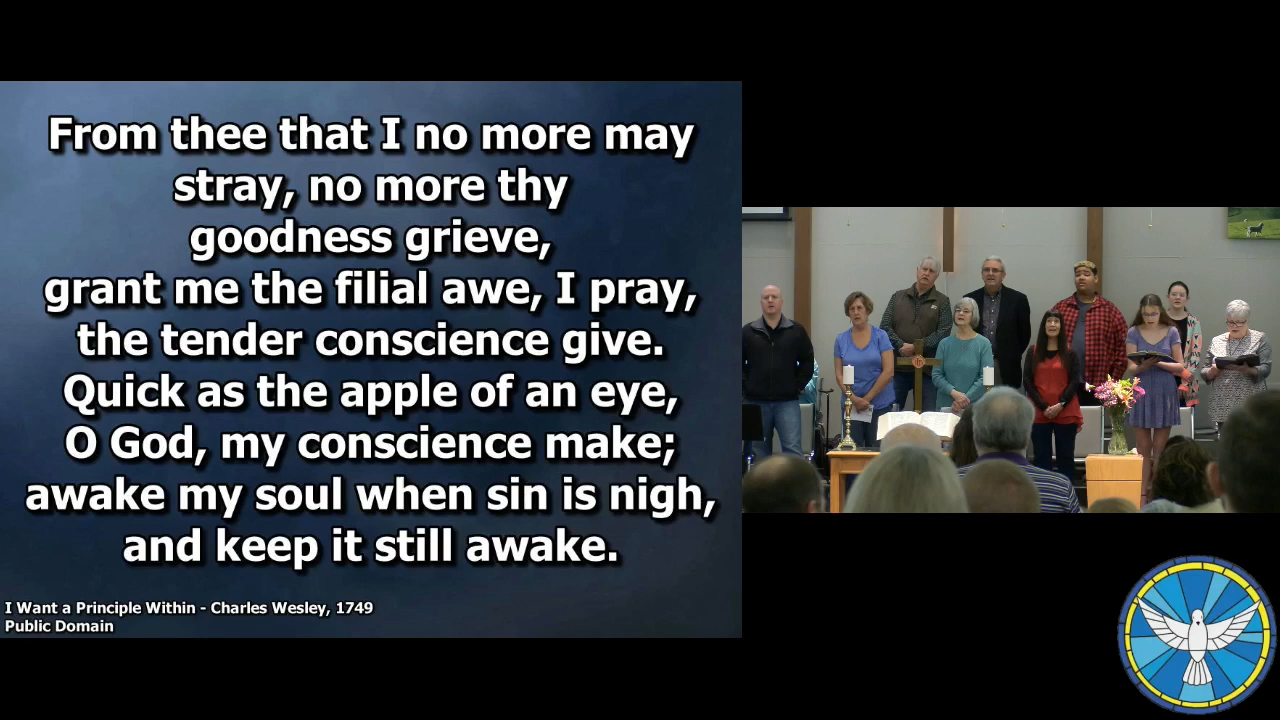 From thee that I no more may
stray, no more thy
goodness grieve,
grant me the filial awe, I pray,
the tender conscience give.
Quick as the apple of an eye,
O God, my conscience make;
awake my soul when sin is nigh,
and keep it still awake.
I Want a Principle Within - Charles Wesley, 1749
Public Domain